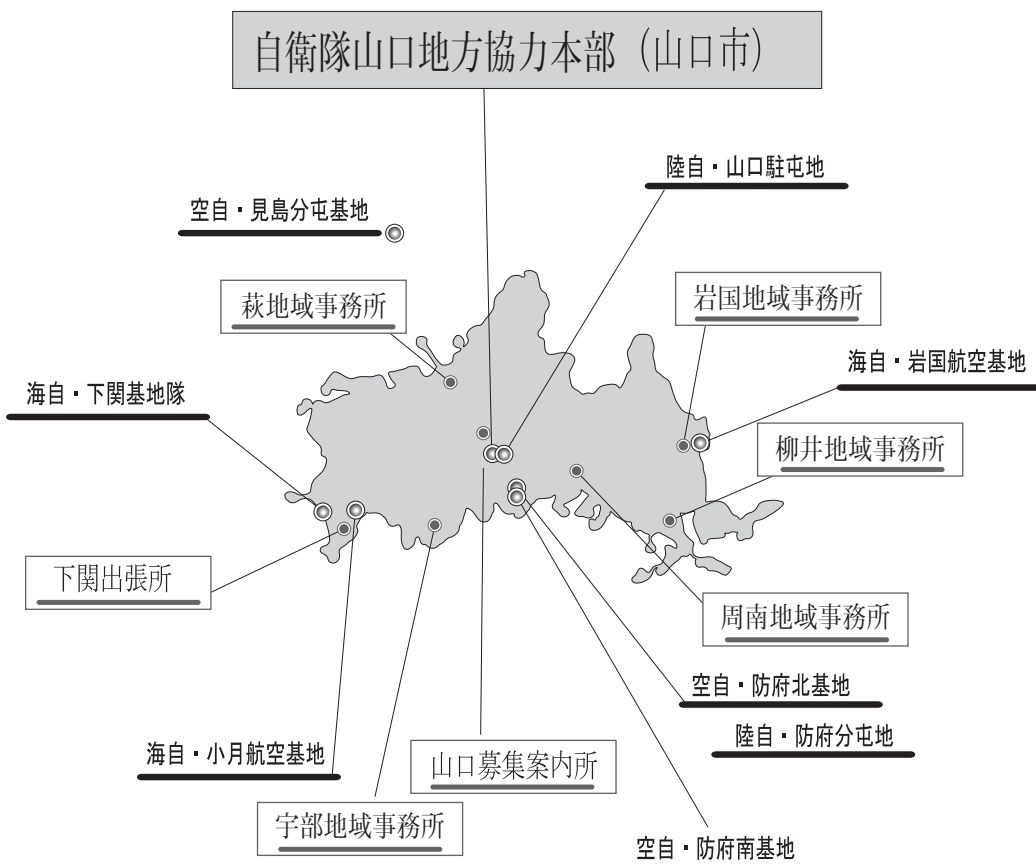 自衛隊山口地方協力本部（山口市）
陸自・山口駐屯地
空自・見島分屯基地
萩地域事務所
岩国地域事務所
海自・岩国航空基地
海自・下関基地隊
柳井地域事務所
下関出張所
周南地域事務所
空自・防府北基地
陸自・防府分屯地
海自・小月航空基地
山口募集案内所
宇部地域事務所
空自・防府南基地